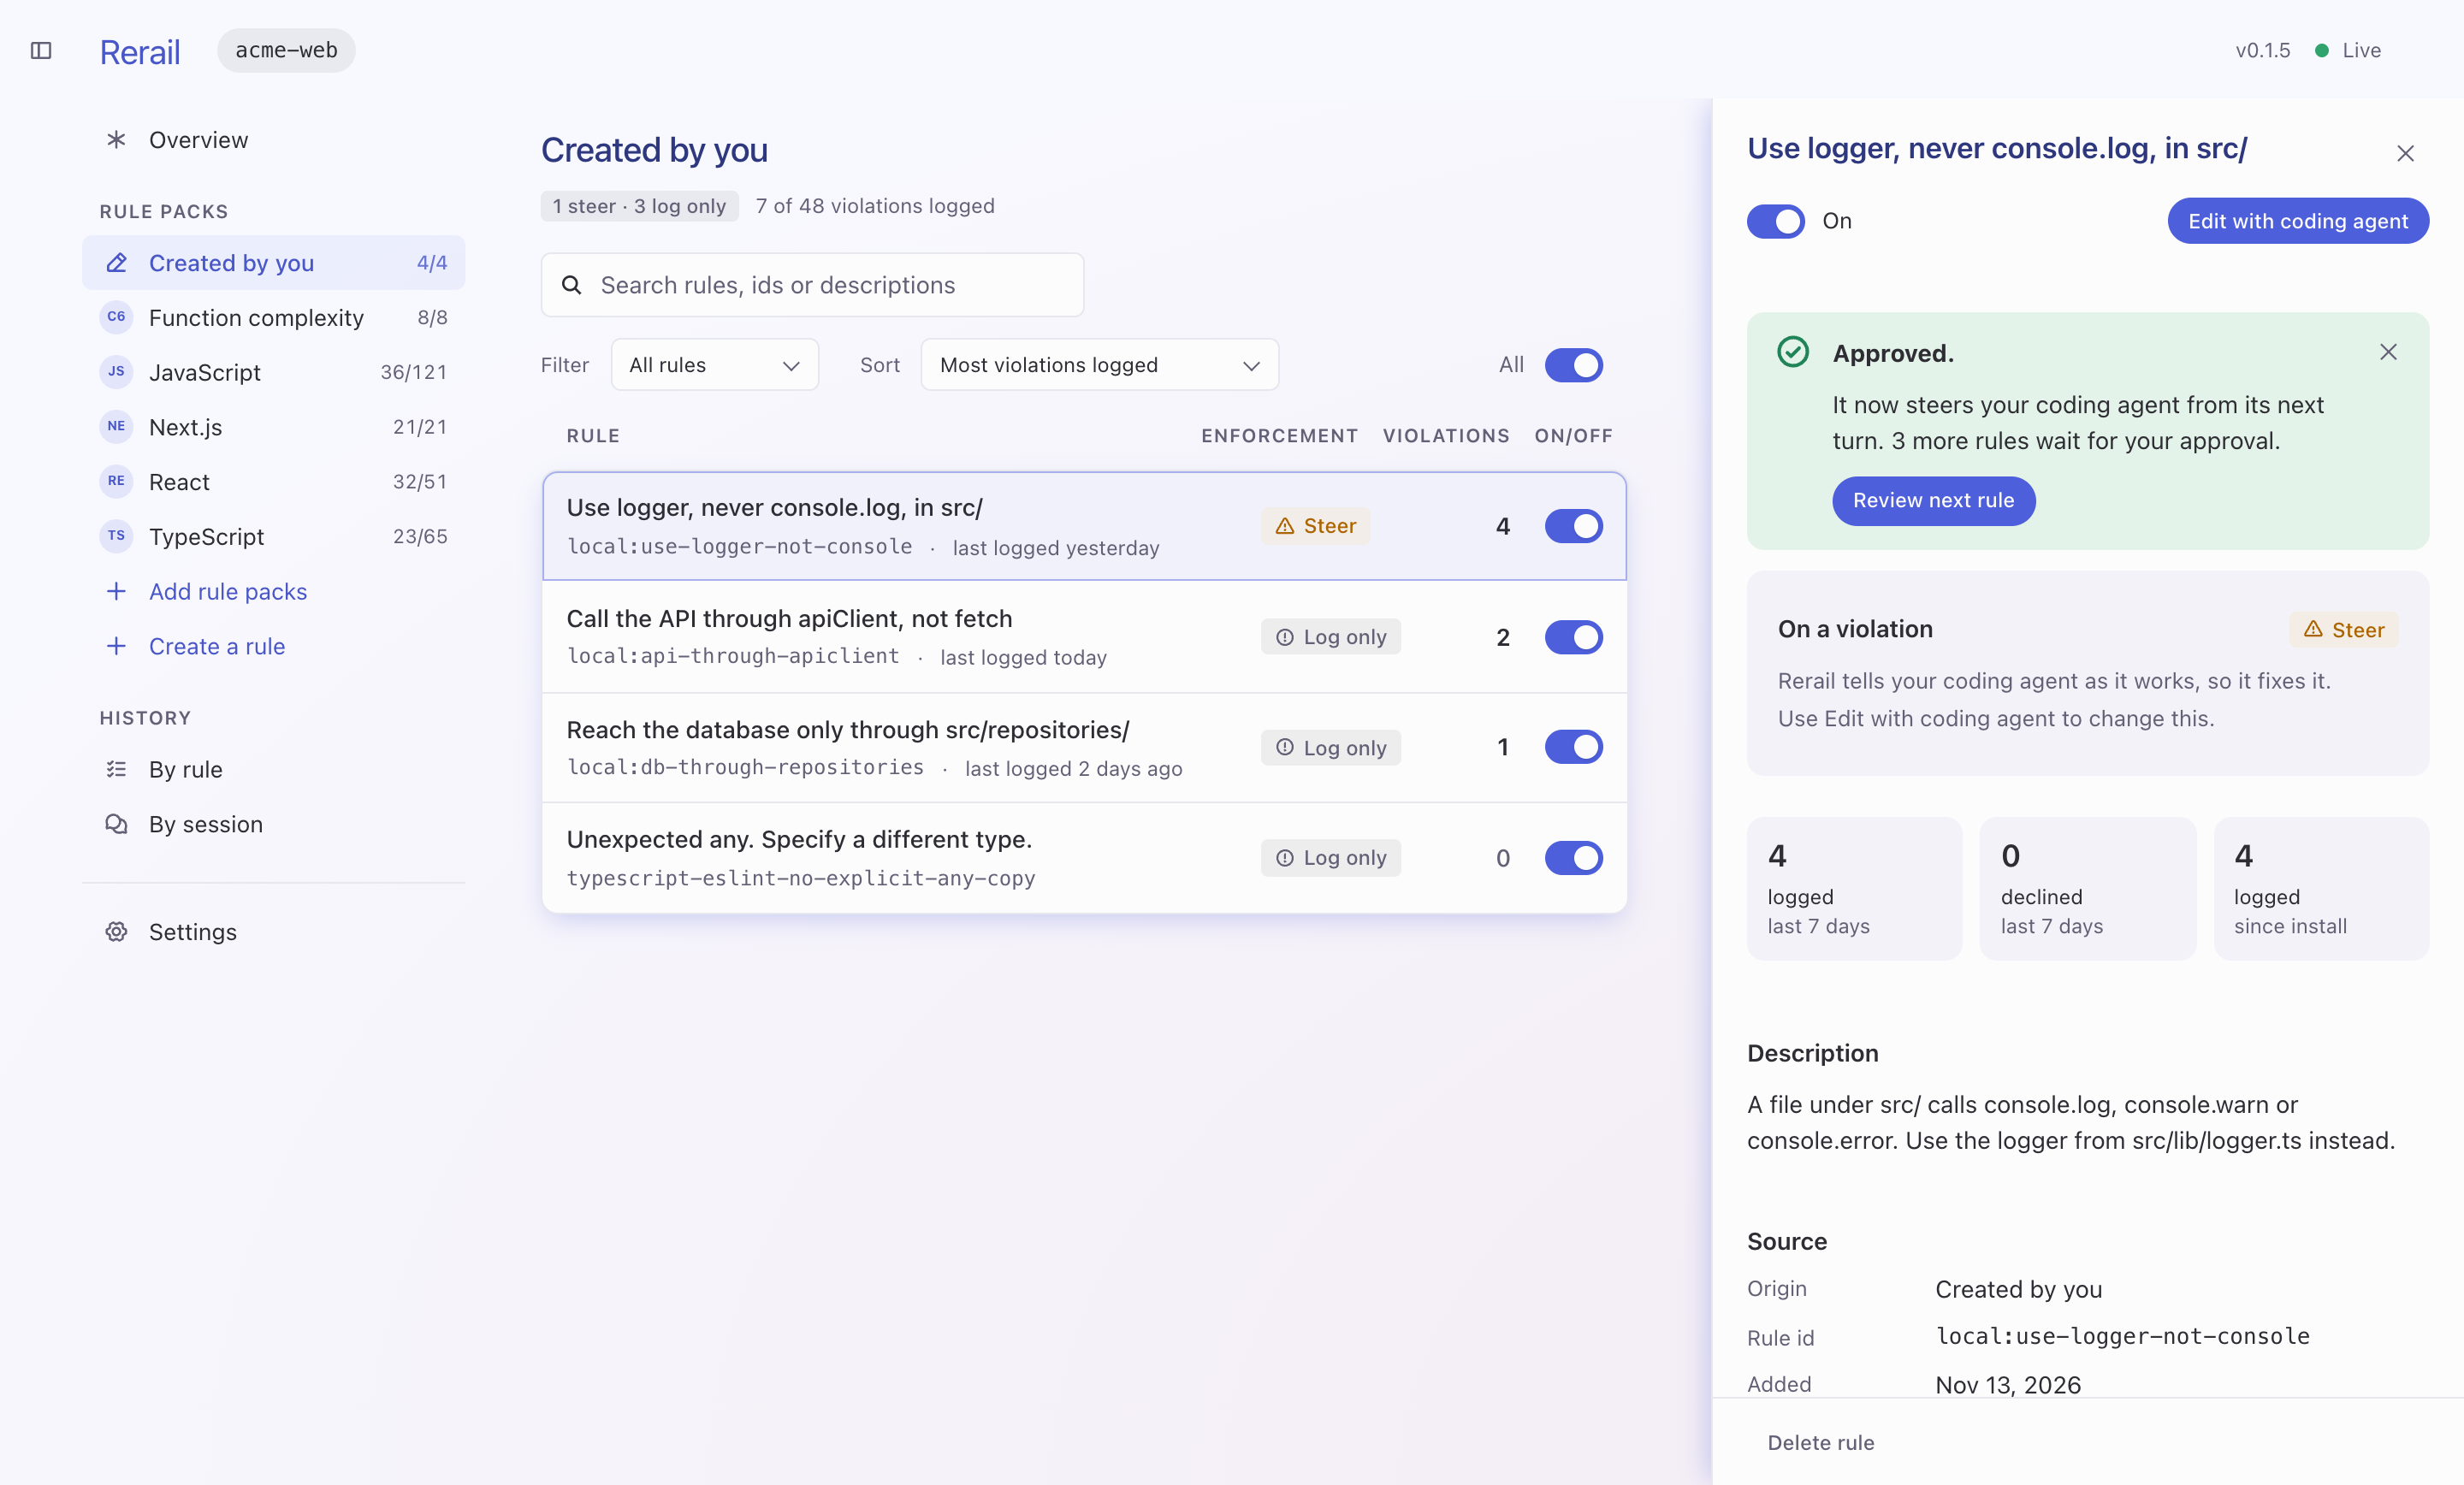 Rerail
acme-web
v0.1.5
Live
Overview
RULE PACKS
Created by you 4/4
C6 Function complexity 8/8
JS JavaScript 36/121
NE Next.js 21/21
RE React 32/51
TS TypeScript 23/65
Add rule packs
Create a rule
HISTORY
By rule
By session
Settings
Created by you
1 steer · 3 log only 7 of 48 violations logged
Search rules, ids or descriptions
Filter All rules Sort Most violations logged All
RULE ENFORCEMENT VIOLATIONS ON/OFF
Use logger, never console.log, in src/
local:use-logger-not-console · last logged yesterday
Steer 4
Call the API through apiClient, not fetch
local:api-through-apiclient · last logged today
Log only 2
Reach the database only through src/repositories/
local:db-through-repositories · last logged 2 days ago
Log only 1
Unexpected any. Specify a different type.
typescript-eslint-no-explicit-any-copy
Log only 0
Use logger, never console.log, in src/
On
Edit with coding agent
Approved.
It now steers your coding agent from its next
turn. 3 more rules wait for your approval.
Review next rule
On a violation Steer
Rerail tells your coding agent as it works, so it fixes it.
Use Edit with coding agent to change this.
4
logged
last 7 days
0
declined
last 7 days
4
logged
since install
Description
A file under src/ calls console.log, console.warn or
console.error. Use the logger from src/lib/logger.ts instead.
Source
Origin Created by you
Rule id local:use-logger-not-console
Added Nov 13, 2026
Delete rule